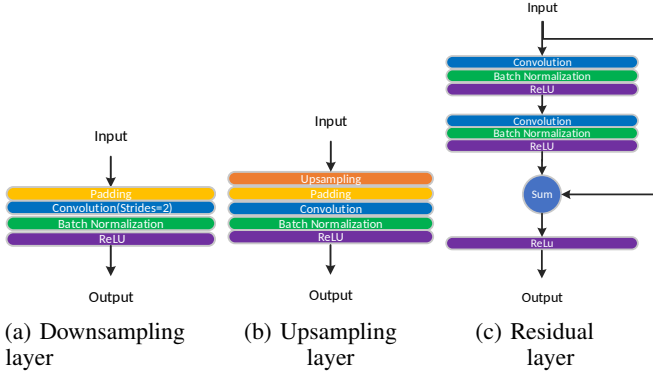 Input
Padding
Convolution(Strides=2)
Batch Normalization
ReLU
Output
(a) Downsampling
layer
Input
Upsampling
Padding
Convolution
Batch Normalization
ReLU
Output
(b) Upsampling
layer
Input
Convolution
Batch Normalization
ReLU
Convolution
Batch Normalization
ReLU
Sum
ReLu
Output
(c) Residual
layer